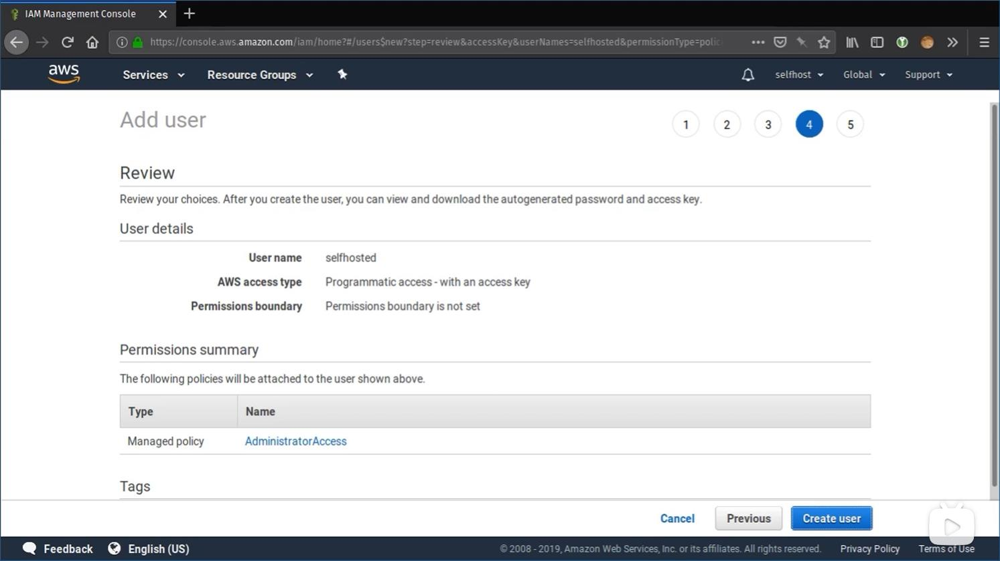 IAM Management Console
https://console.aws.amazon.com/iam/home?#/users$new?step=review&accessKey&userNames=selfhosted&permissionType=polic
aws Services Resource Groups selfhost Global Support
Add user 1 2 3 4 5
Review
Review your choices. After you create the user, you can view and download the autogenerated password and access key.
User details
User name selfhosted
AWS access type Programmatic access - with an access key
Permissions boundary Permissions boundary is not set
Permissions summary
The following policies will be attached to the user shown above.
Type Name
Managed policy AdministratorAccess
Tags
Cancel Previous Create user
Feedback English (US) © 2008 - 2019, Amazon Web Services, Inc. or its affiliates. All rights reserved. Privacy Policy Terms of Use